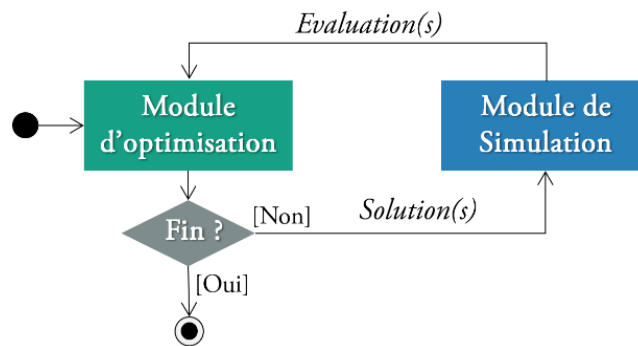 Evaluation(s)
Module
d'optimisation
Module de
Simulation
Fin ?
[Non]
Solution(s)
[Oui]